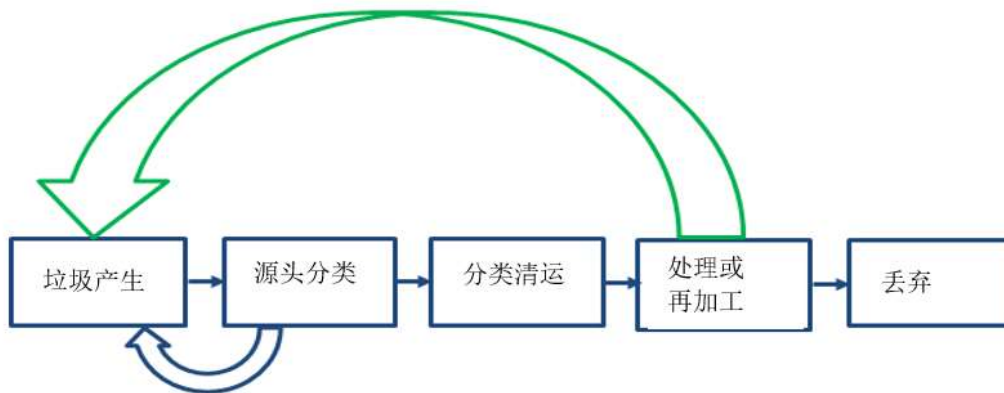 垃圾产生
源头分类
分类清运
处理或
再加工
丢弃